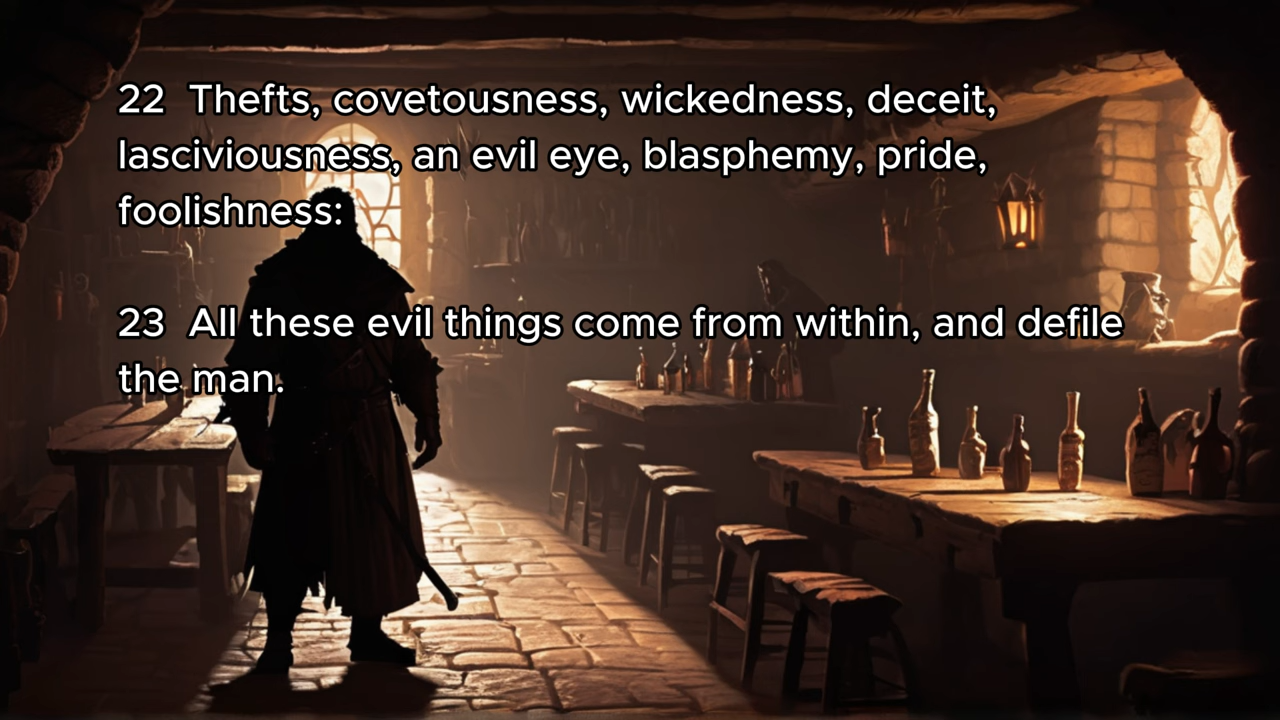 22  Thefts, covetousness, wickedness, deceit,
lasciviousness, an evil eye, blasphemy, pride,
foolishness:
23  All these evil things come from within, and defile
the man.